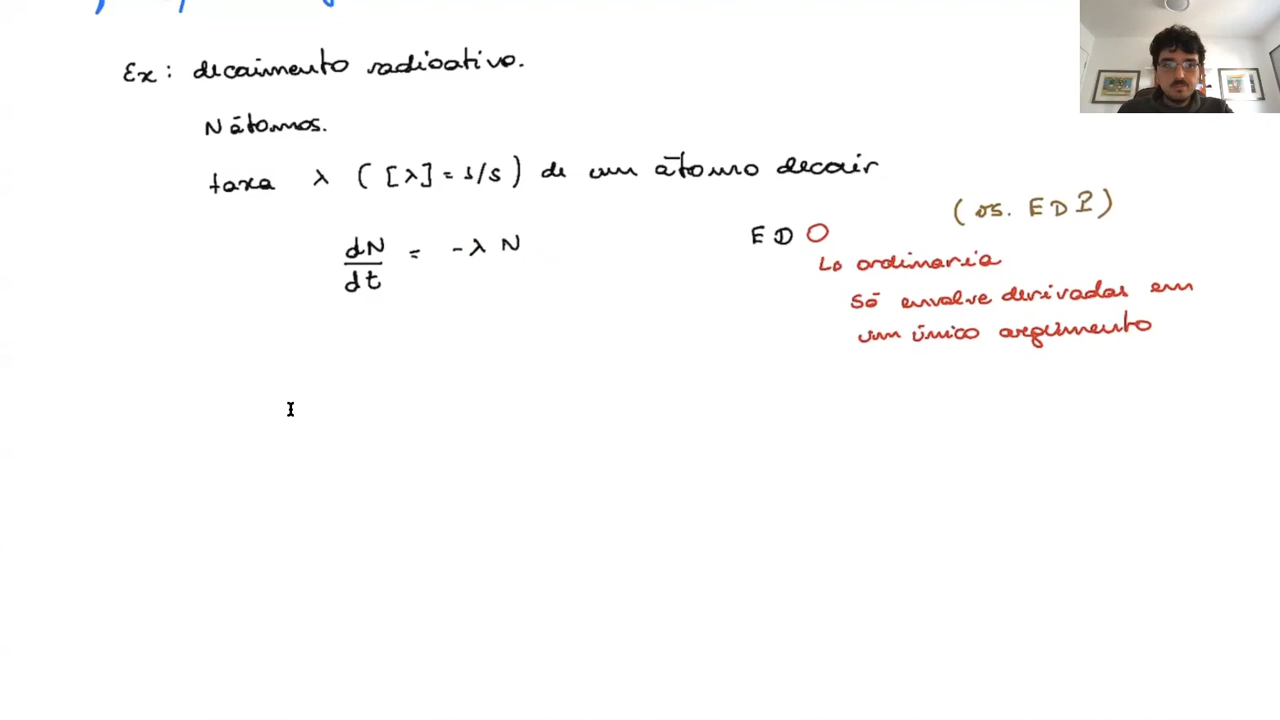 Ex: decaimento radioativo.
N átomos.
taxa λ ([λ] = 1/s) de um átomo decair
dN/dt = -λ N
EDO (vs. EDP)
↳ ordinaria
Só envolve derivadas em
um único argumento